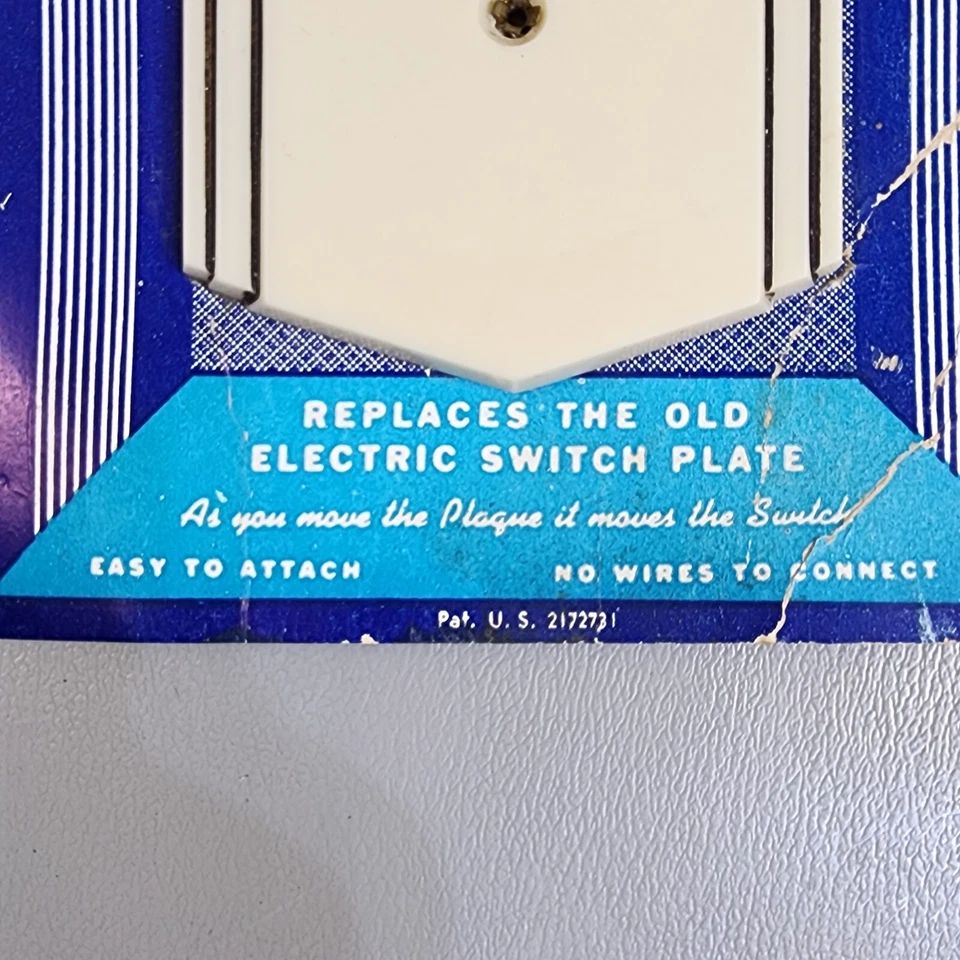 REPLACES THE OLD
ELECTRIC SWITCH PLATE
As you move the Plaque it moves the Switch
EASY TO ATTACH NO WIRES TO CONNECT
Pat. U. S. 2172731